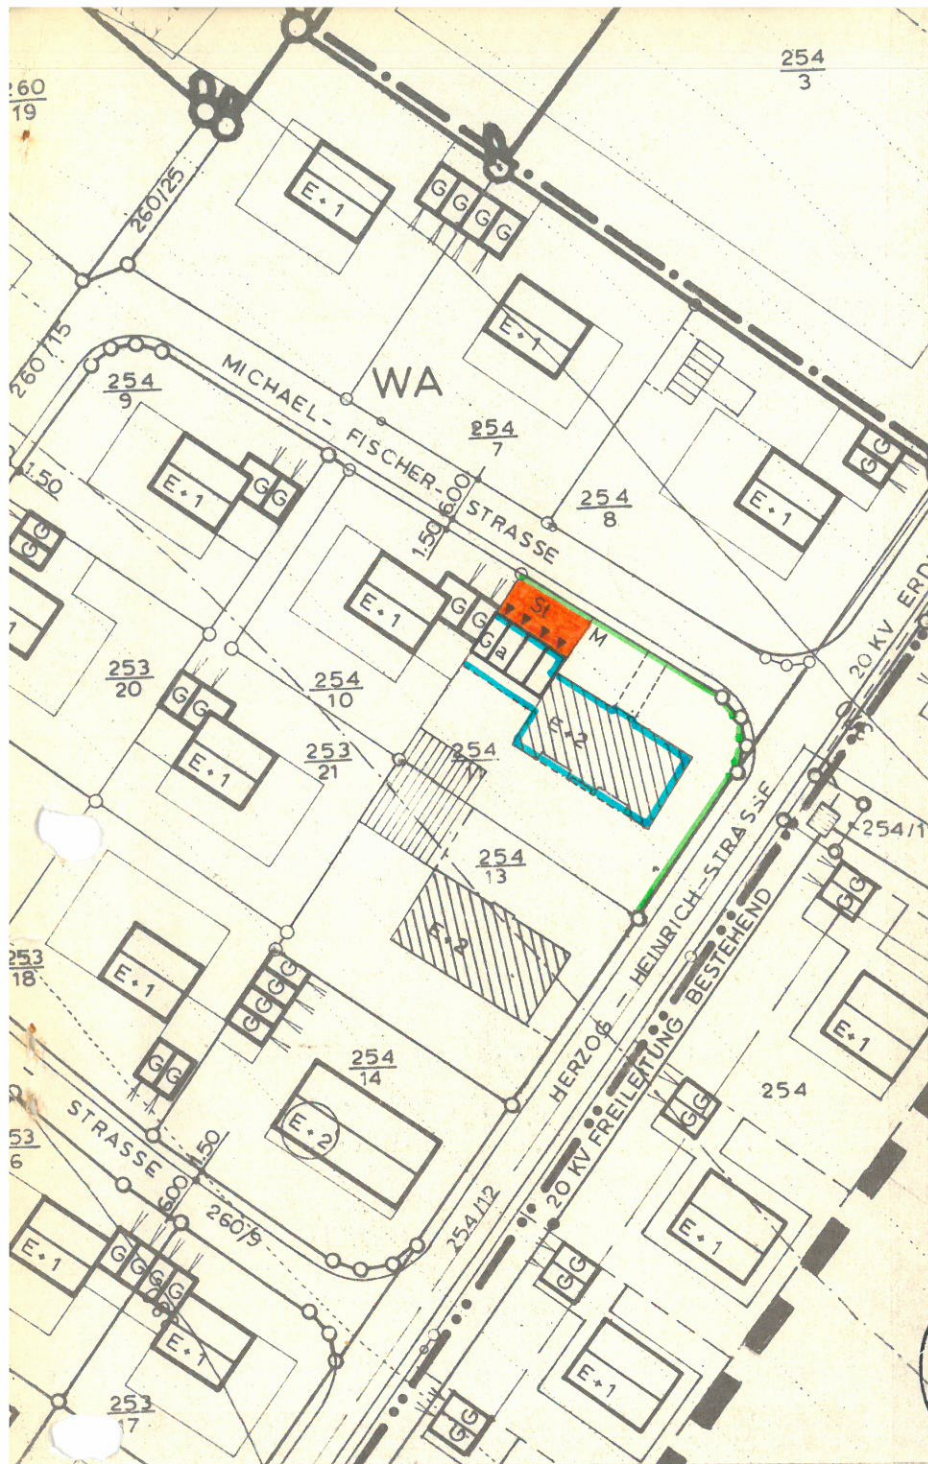 254
3
260
19
260/25
E+1
G G G G
E+1
260/15
254
9
MICHAEL-FISCHER-STRASSE
WA
254
7
1.50
E+1
G G
1.50 6.00
254
8
E+1
G G
G G
E+1
G G
St
Ga
M
20 KV ERD
253
20
254
10
G G
E+1
253
21
254
E+2
254/1
254
13
E+2
G G
HERZOG-HEINRICH-STRASSE
20 KV FREILEITUNG BESTEHEND
253
18
E+1
G G G
E+1
G G
254
14
E+2
254
G G
STRASSE
53
6
6.00 1.50
260/9
254/12
E+1
G G G G
E+1
E+1
G G
E+1
253
17
G G